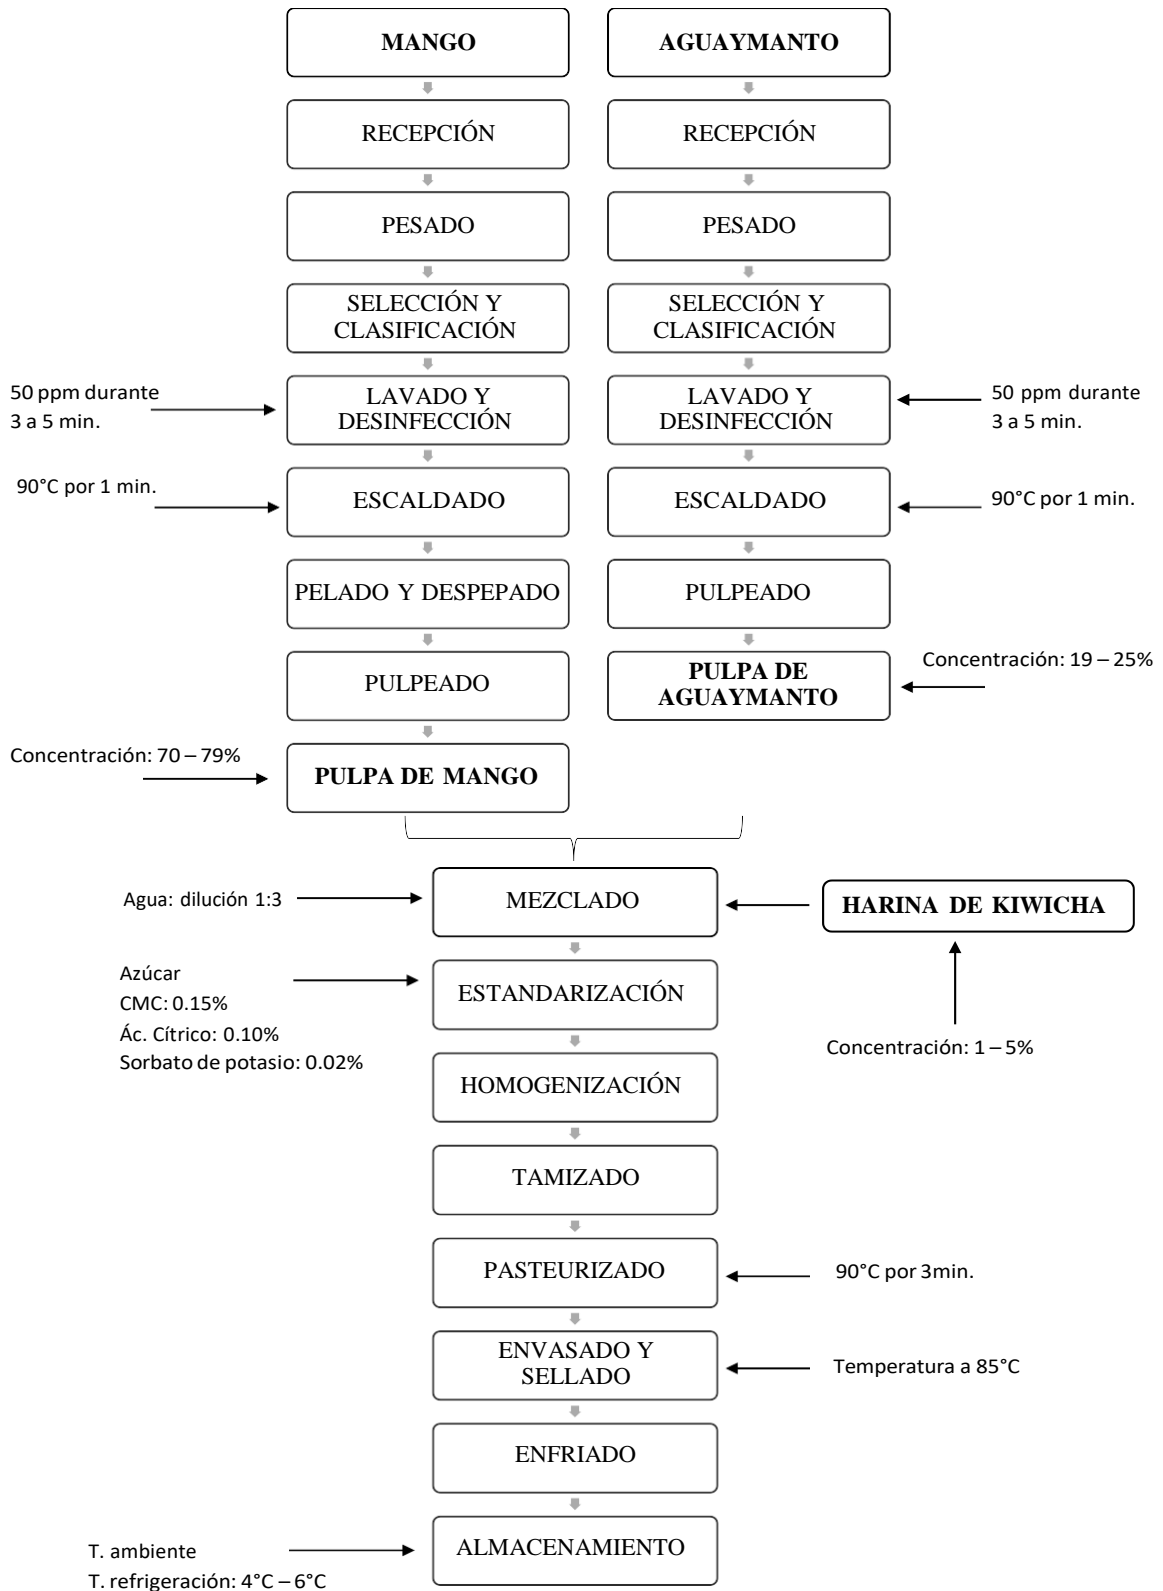 MANGO
AGUAYMANTO
RECEPCIÓN
RECEPCIÓN
PESADO
PESADO
SELECCIÓN Y
CLASIFICACIÓN
SELECCIÓN Y
CLASIFICACIÓN
50 ppm durante
3 a 5 min.
LAVADO Y
DESINFECCIÓN
LAVADO Y
DESINFECCIÓN
50 ppm durante
3 a 5 min.
90°C por 1 min.
ESCALDADO
ESCALDADO
90°C por 1 min.
PELADO Y DESPEPADO
PULPEADO
PULPEADO
PULPA DE
AGUAYMANTO
Concentración: 19 – 25%
Concentración: 70 – 79%
PULPA DE MANGO
Agua: dilución 1:3
MEZCLADO
HARINA DE KIWICHA
Azúcar
CMC: 0.15%
Ác. Cítrico: 0.10%
Sorbato de potasio: 0.02%
ESTANDARIZACIÓN
Concentración: 1 – 5%
HOMOGENIZACIÓN
TAMIZADO
PASTEURIZADO
90°C por 3min.
ENVASADO Y
SELLADO
Temperatura a 85°C
ENFRIADO
T. ambiente
T. refrigeración: 4°C – 6°C
ALMACENAMIENTO